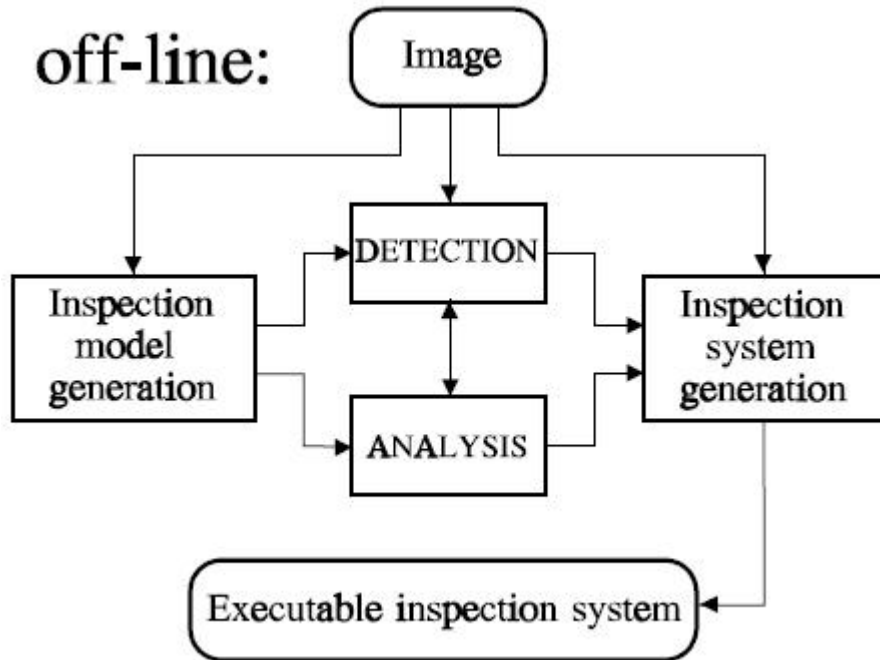 off-line:
Image
DETECTION
Inspection
model
generation
Inspection
system
generation
ANALYSIS
Executable inspection system